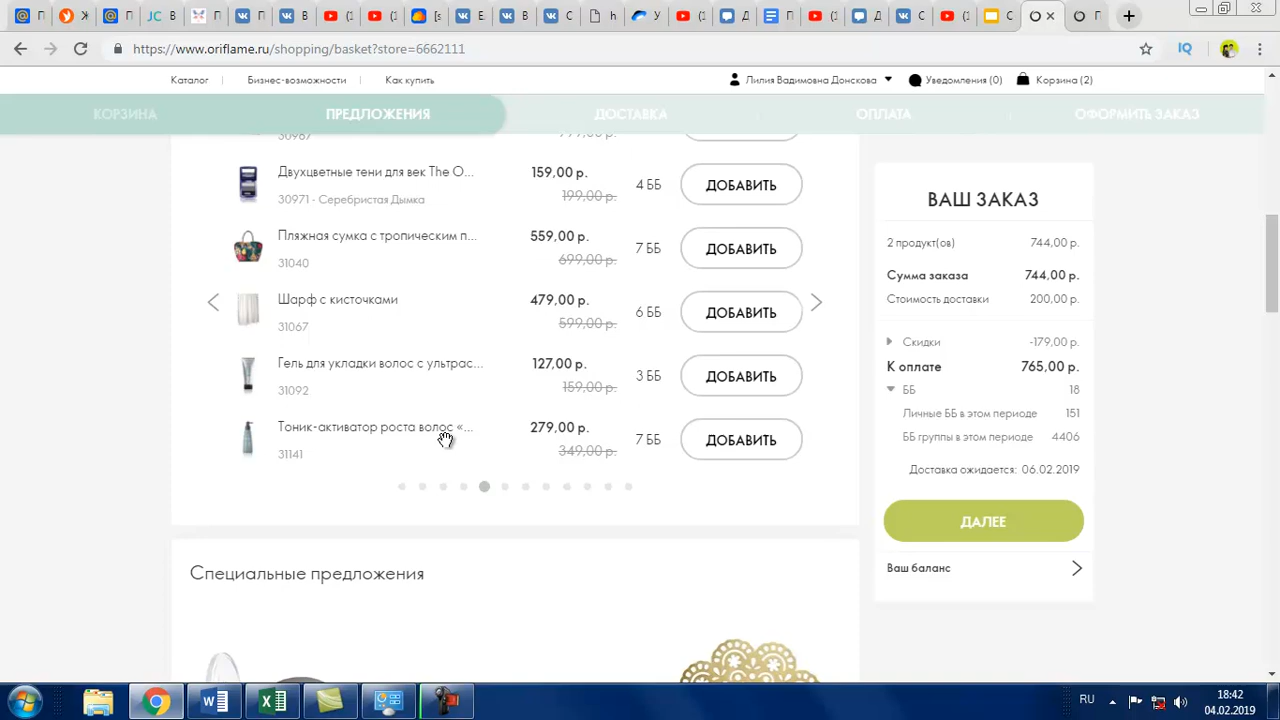 https://www.oriflame.ru/shopping/basket?store=6662111
Каталог
Бизнес-возможности
Как купить
Лилия Вадимовна Донскова
Уведомления (0)
Корзина (2)
КОРЗИНА
ПРЕДЛОЖЕНИЯ
ДОСТАВКА
ОПЛАТА
ОФОРМИТЬ ЗАКАЗ
Двухцветные тени для век The O...
30971 - Серебристая Дымка
159,00 р.
199,00 р.
4 ББ
ДОБАВИТЬ
Пляжная сумка с тропическим п...
31040
559,00 р.
699,00 р.
7 ББ
ДОБАВИТЬ
Шарф с кисточками
31067
479,00 р.
599,00 р.
6 ББ
ДОБАВИТЬ
Гель для укладки волос с ультрас...
31092
127,00 р.
159,00 р.
3 ББ
ДОБАВИТЬ
Тоник-активатор роста волос «...
31141
279,00 р.
349,00 р.
7 ББ
ДОБАВИТЬ
Специальные предложения
ВАШ ЗАКАЗ
2 продукт(ов) 744,00 р.
Сумма заказа 744,00 р.
Стоимость доставки 200,00 р.
Скидки -179,00 р.
К оплате 765,00 р.
ББ 18
Личные ББ в этом периоде 151
ББ группы в этом периоде 4406
Доставка ожидается: 06.02.2019
ДАЛЕЕ
Ваш баланс
RU
18:42
04.02.2019